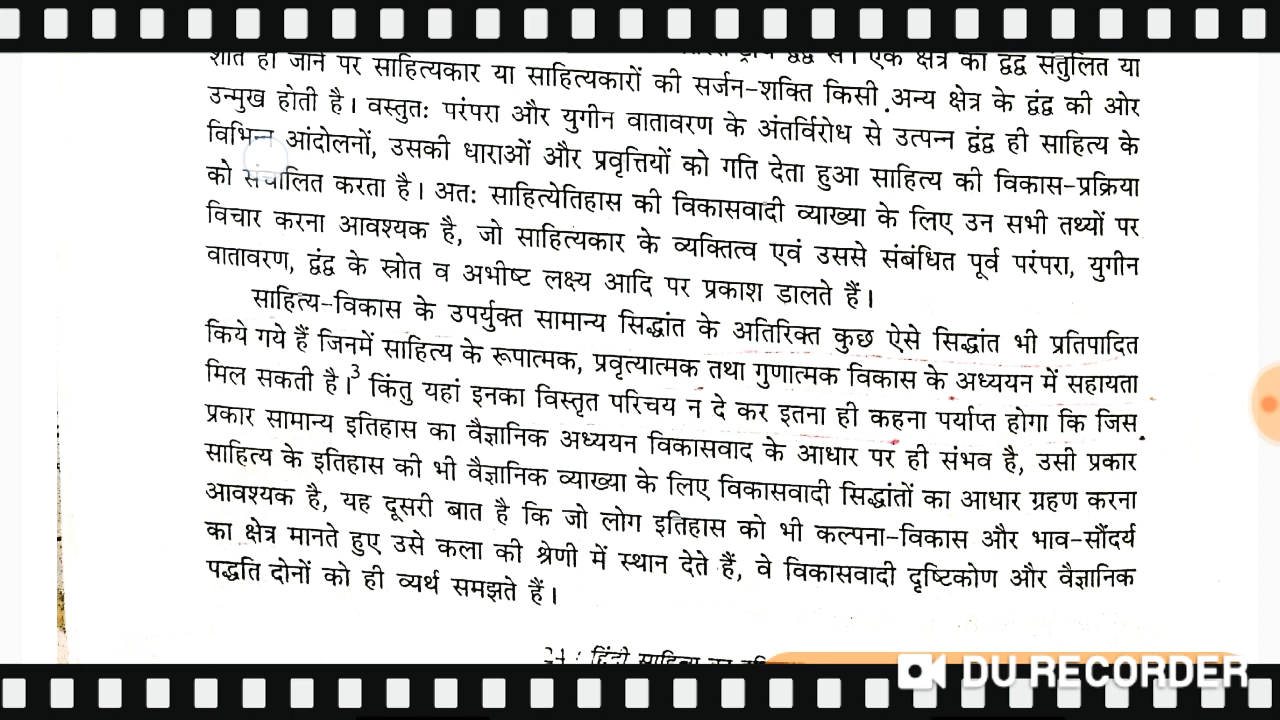 द्वंद्व से। एक क्षेत्र का द्वंद्व संतुलित या
शांत हो जाने पर साहित्यकार या साहित्यकारों की सर्जन-शक्ति किसी अन्य क्षेत्र के द्वंद्व की ओर
उन्मुख होती है। वस्तुतः परंपरा और युगीन वातावरण के अंतर्विरोध से उत्पन्न द्वंद्व ही साहित्य के
विभिन्न आंदोलनों, उसकी धाराओं और प्रवृत्तियों को गति देता हुआ साहित्य की विकास-प्रक्रिया
को संचालित करता है। अतः साहित्येतिहास की विकासवादी व्याख्या के लिए उन सभी तथ्यों पर
विचार करना आवश्यक है, जो साहित्यकार के व्यक्तित्व एवं उससे संबंधित पूर्व परंपरा, युगीन
वातावरण, द्वंद्व के स्रोत व अभीष्ट लक्ष्य आदि पर प्रकाश डालते हैं।
साहित्य-विकास के उपर्युक्त सामान्य सिद्धांत के अतिरिक्त कुछ ऐसे सिद्धांत भी प्रतिपादित
किये गये हैं जिनमें साहित्य के रूपात्मक, प्रवृत्यात्मक तथा गुणात्मक विकास के अध्ययन में सहायता
मिल सकती है।³ किंतु यहां इनका विस्तृत परिचय न दे कर इतना ही कहना पर्याप्त होगा कि जिस
प्रकार सामान्य इतिहास का वैज्ञानिक अध्ययन विकासवाद के आधार पर ही संभव है, उसी प्रकार
साहित्य के इतिहास की भी वैज्ञानिक व्याख्या के लिए विकासवादी सिद्धांतों का आधार ग्रहण करना
आवश्यक है, यह दूसरी बात है कि जो लोग इतिहास को भी कल्पना-विकास और भाव-सौंदर्य
का क्षेत्र मानते हुए उसे कला की श्रेणी में स्थान देते हैं, वे विकासवादी दृष्टिकोण और वैज्ञानिक
पद्धति दोनों को ही व्यर्थ समझते हैं।
हिंदी साहित्य का
DU RECORDER